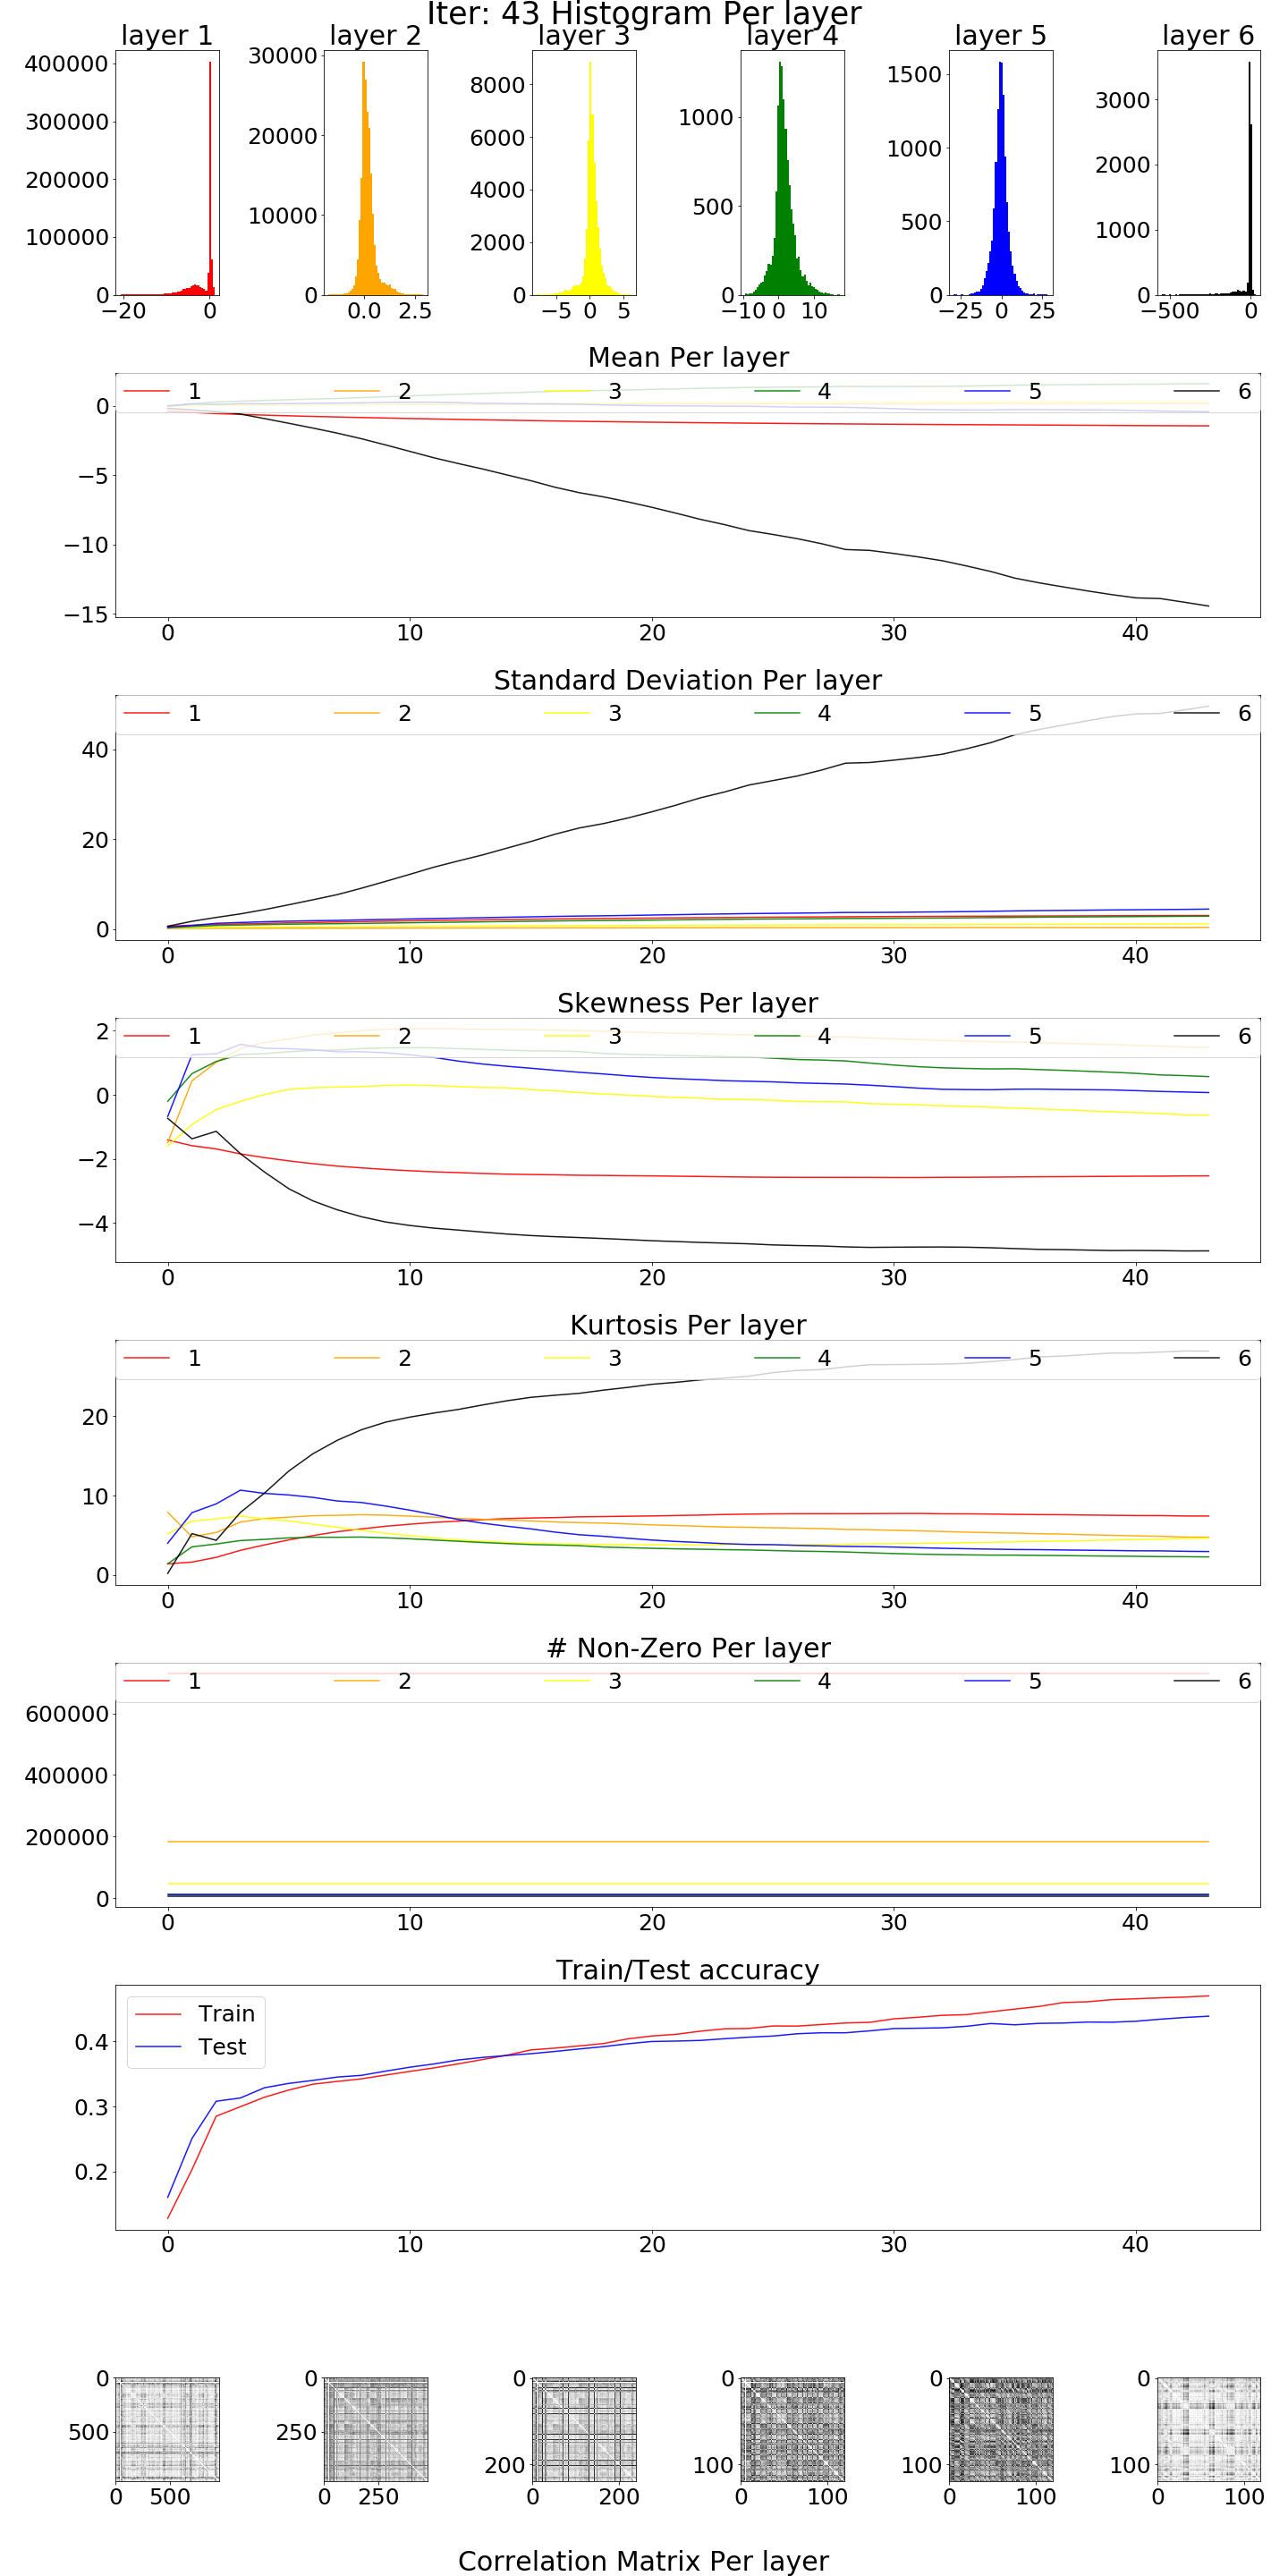 Iter: 43 Histogram Per layer
layer 1 layer 2 layer 3 layer 4 layer 5 layer 6
400000
300000
200000
100000
0
−20 0
30000
20000
10000
0
0.0 2.5
8000
6000
4000
2000
0
−5 0 5
1000
500
0
−10 0 10
1500
1000
500
0
−25 0 25
3000
2000
1000
0
−500 0
Mean Per layer
1 2 3 4 5 6
0
−5
−10
−15
0 10 20 30 40
Standard Deviation Per layer
1 2 3 4 5 6
40
20
0
0 10 20 30 40
Skewness Per layer
1 2 3 4 5 6
2
0
−2
−4
0 10 20 30 40
Kurtosis Per layer
1 2 3 4 5 6
20
10
0
0 10 20 30 40
# Non-Zero Per layer
1 2 3 4 5 6
600000
400000
200000
0
0 10 20 30 40
Train/Test accuracy
Train
Test
0.4
0.3
0.2
0 10 20 30 40
0
500
0 500
0
250
0 250
0
200
0 200
0
100
0 100
0
100
0 100
0
100
0 100
Correlation Matrix Per layer